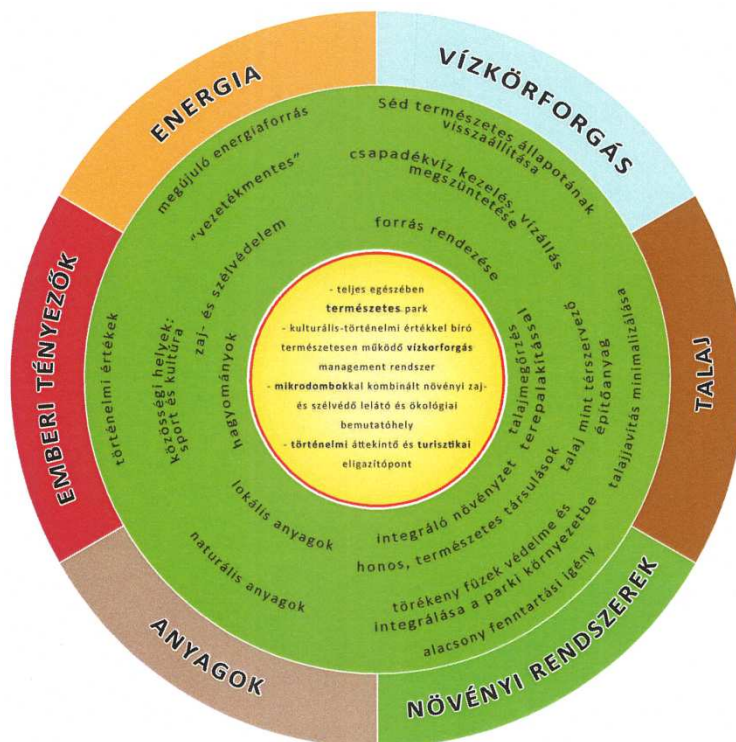 ENERGIA
megújuló energiaforrás
"vezetékmentes"
zaj- és szélvédelem
VÍZKÖRFORGÁS
Séd természetes állapotának
visszaállítása
csapadékvíz kezelés, vízállás
megszüntetése
forrás rendezése
TALAJ
talajmegőrzés
terepalakítással
talaj mint térszervező
építőanyag
talajjavítás minimalizálása
NÖVÉNYI RENDSZEREK
integráló növényzet
honos, természetes társulások
törékeny füzek védelme és
integrálása a parki környezetbe
alacsony fenntartási igény
ANYAGOK
lokális anyagok
naturális anyagok
EMBERI TÉNYEZŐK
történelmi értékek
közösségi helyek:
sport és kultúra
hagyományok
- teljes egészében
természetes park
- kulturális-történelmi értékkel bíró
természetesen működő vízkorforgás
management rendszer
- mikrodombokkal kombinált növényi zaj-
és szélvédő lelátó és ökológiai
bemutatóhely
- történelmi áttekintő és turisztikai
eligazítópont